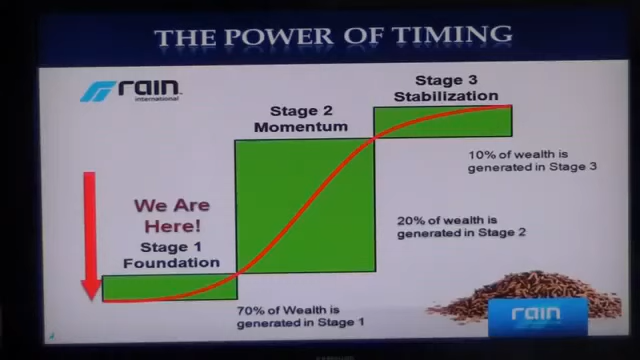 THE POWER OF TIMING
rain
international
Stage 3
Stabilization
Stage 2
Momentum
10% of wealth is
generated in Stage 3
We Are
Here!
20% of wealth is
generated in Stage 2
Stage 1
Foundation
70% of Wealth is
generated in Stage 1
rain